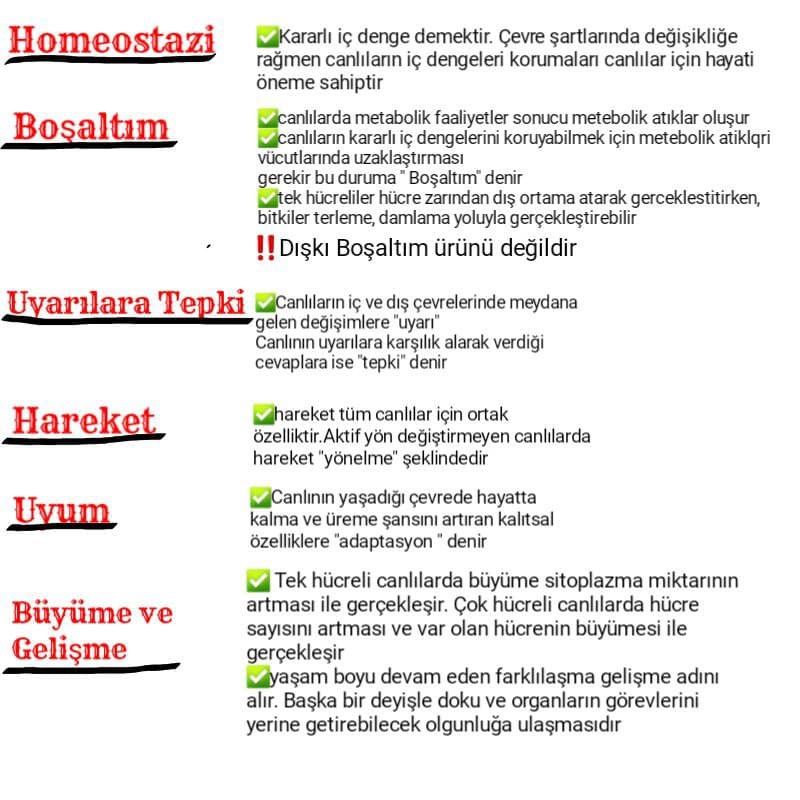 Homeostazi
✅Kararlı iç denge demektir. Çevre şartlarında değişikliğe
rağmen canlıların iç dengeleri korumaları canlılar için hayati
öneme sahiptir
Boşaltım
✅canlılarda metabolik faaliyetler sonucu metebolik atıklar oluşur
✅canlıların kararlı iç dengelerini koruyabilmek için metebolik atiklqri
vücutlarında uzaklaştırması
gerekir bu duruma " Boşaltım" denir
✅tek hücreliler hücre zarından dış ortama atarak gerceklestitirken,
bitkiler terleme, damlama yoluyla gerçekleştirebilir
‼️Dışkı Boşaltım ürünü değildir
Uyarılara Tepki
✅Canlıların iç ve dış çevrelerinde meydana
gelen değişimlere "uyarı"
Canlının uyarılara karşılık alarak verdiği
cevaplara ise "tepki" denir
Hareket
✅hareket tüm canlılar için ortak
özelliktir.Aktif yön değiştirmeyen canlılarda
hareket "yönelme" şeklindedir
Uyum
✅Canlının yaşadığı çevrede hayatta
kalma ve üreme şansını artıran kalıtsal
özelliklere "adaptasyon " denir
Büyüme ve
Gelişme
✅ Tek hücreli canlılarda büyüme sitoplazma miktarının
artması ile gerçekleşir. Çok hücreli canlılarda hücre
sayısını artması ve var olan hücrenin büyümesi ile
gerçekleşir
✅yaşam boyu devam eden farklılaşma gelişme adını
alır. Başka bir deyişle doku ve organların görevlerini
yerine getirebilecek olgunluğa ulaşmasıdır